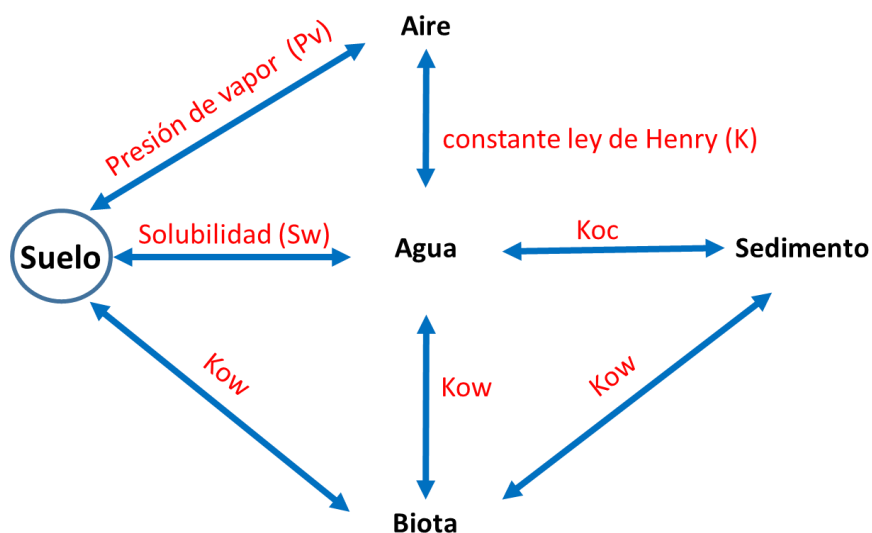 Aire
Presión de vapor (Pv)
constante ley de Henry (K)
Suelo
Solubilidad (Sw)
Agua
Koc
Sedimento
Kow
Kow
Kow
Biota